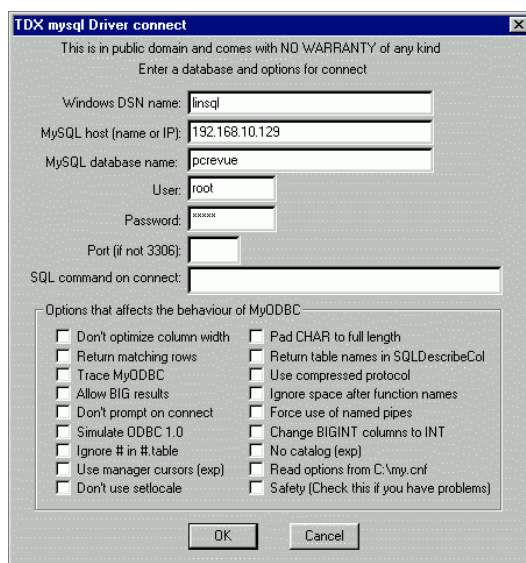 TDX mysql Driver connect
This is in public domain and comes with NO WARRANTY of any kind
Enter a database and options for connect
Windows DSN name: linsql
MySQL host (name or IP): 192.168.10.129
MySQL database name: pcrevue
User: root
Password: *****
Port (if not 3306):
SQL command on connect:
Options that affects the behaviour of MyODBC
Don't optimize column width Pad CHAR to full length
Return matching rows Return table names in SQLDescribeCol
Trace MyODBC Use compressed protocol
Allow BIG results Ignore space after function names
Don't prompt on connect Force use of named pipes
Simulate ODBC 1.0 Change BIGINT columns to INT
Ignore # in #.table No catalog (exp)
Use manager cursors (exp) Read options from C:\my.cnf
Don't use setlocale Safety (Check this if you have problems)
OK Cancel